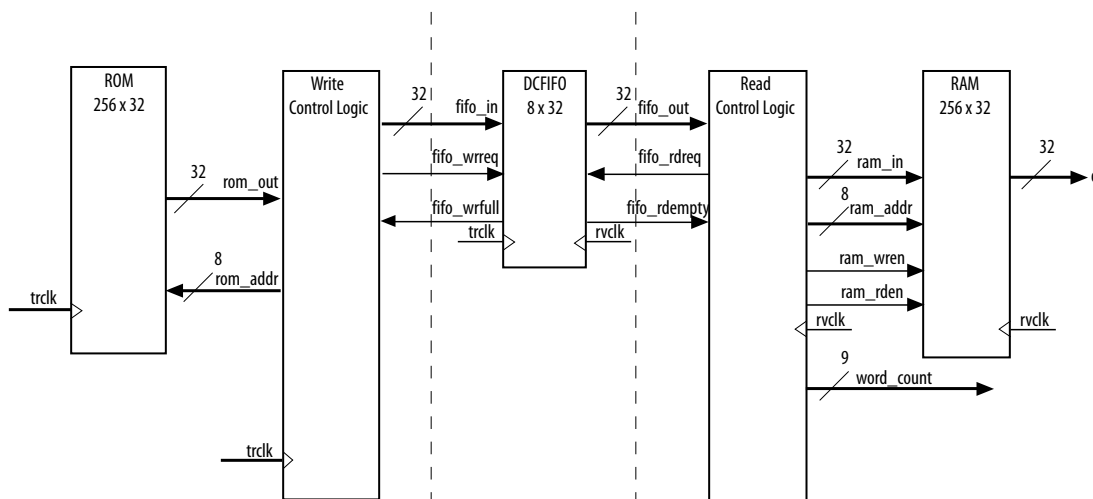 ROM
256 x 32
Write
Control Logic
DCFIFO
8 x 32
Read
Control Logic
RAM
256 x 32
32
fifo_in
32
fifo_out
fifo_wrreq
fifo_rdreq
32
ram_in
32
32
rom_out
fifo_wrfull
fifo_rdempty
8
ram_addr
trclk
rvclk
8
rom_addr
ram_wren
trclk
ram_rden
rvclk
rvclk
9
word_count
trclk